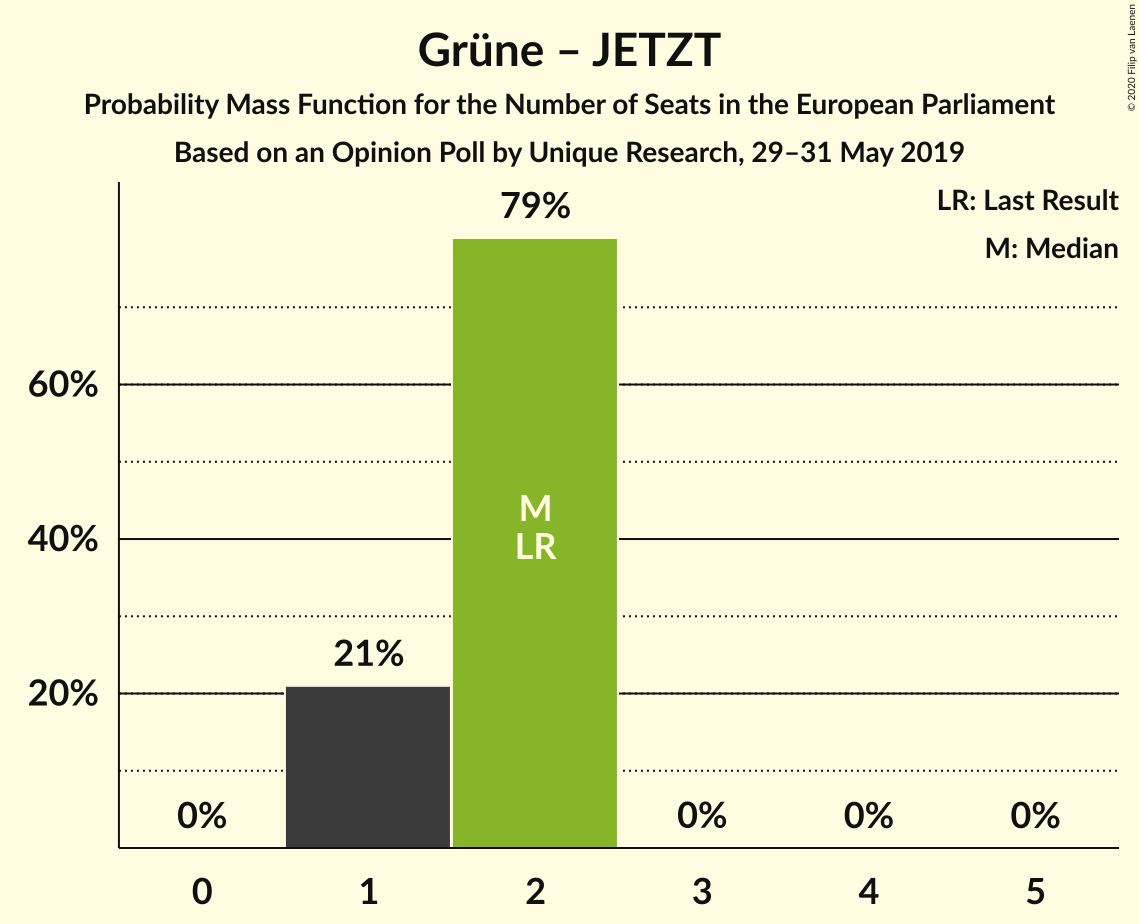 Grüne – JETZT
Probability Mass Function for the Number of Seats in the European Parliament
Based on an Opinion Poll by Unique Research, 29–31 May 2019
© 2020 Filip van Laenen
LR: Last Result
M: Median
79%
60%
M
40%
LR
21%
20%
0%
0%
0%
0%
0
1
2
3
4
5